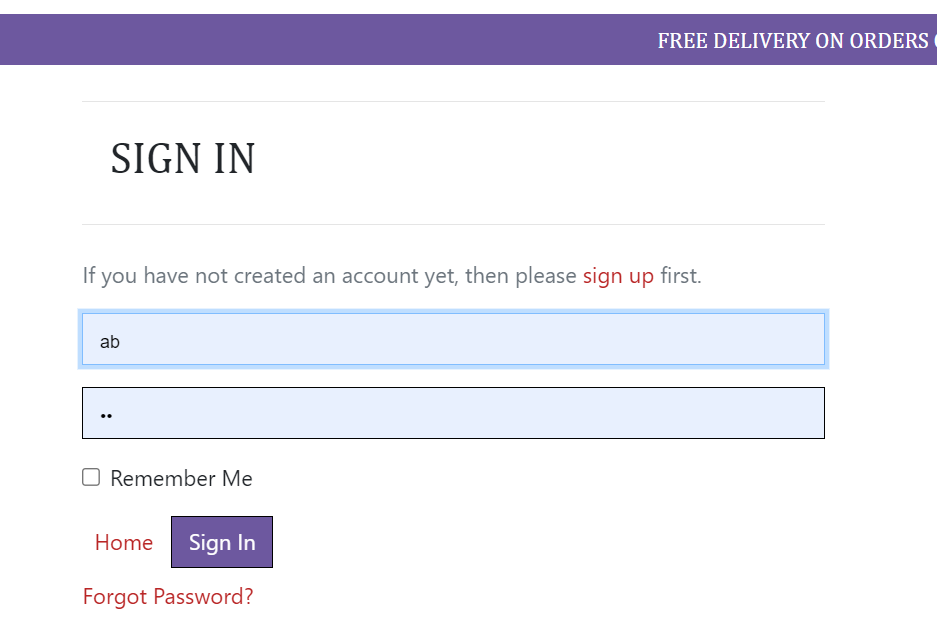 FREE DELIVERY ON ORDERS
SIGN IN
If you have not created an account yet, then please sign up first.
ab
••
Remember Me
Home Sign In
Forgot Password?